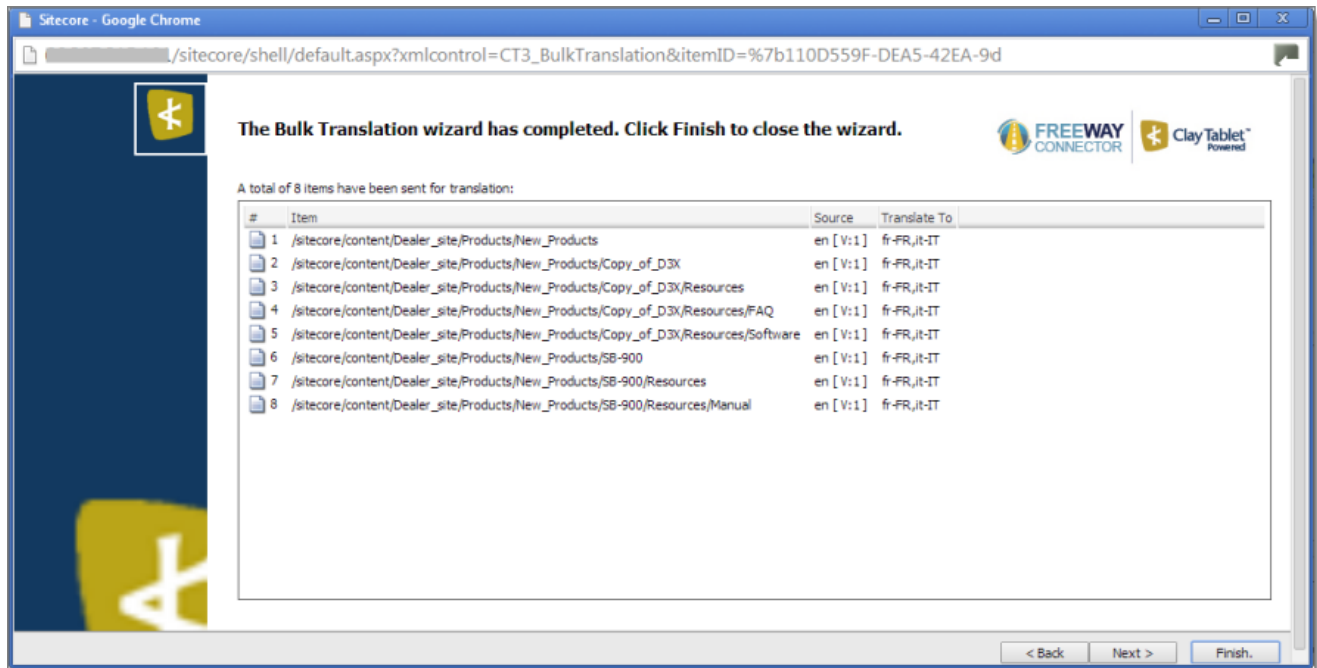 Sitecore - Google Chrome
/sitecore/shell/default.aspx?xmlcontrol=CT3_BulkTranslation&itemID=%7b110D559F-DEA5-42EA-9d
The Bulk Translation wizard has completed. Click Finish to close the wizard.
FREEWAY
CONNECTOR
Clay Tablet™
Powered
A total of 8 items have been sent for translation:
# Item Source Translate To
1 /sitecore/content/Dealer_site/Products/New_Products en [ V:1 ] fr-FR,it-IT
2 /sitecore/content/Dealer_site/Products/New_Products/Copy_of_D3X en [ V:1 ] fr-FR,it-IT
3 /sitecore/content/Dealer_site/Products/New_Products/Copy_of_D3X/Resources en [ V:1 ] fr-FR,it-IT
4 /sitecore/content/Dealer_site/Products/New_Products/Copy_of_D3X/Resources/FAQ en [ V:1 ] fr-FR,it-IT
5 /sitecore/content/Dealer_site/Products/New_Products/Copy_of_D3X/Resources/Software en [ V:1 ] fr-FR,it-IT
6 /sitecore/content/Dealer_site/Products/New_Products/SB-900 en [ V:1 ] fr-FR,it-IT
7 /sitecore/content/Dealer_site/Products/New_Products/SB-900/Resources en [ V:1 ] fr-FR,it-IT
8 /sitecore/content/Dealer_site/Products/New_Products/SB-900/Resources/Manual en [ V:1 ] fr-FR,it-IT
< Back Next > Finish.